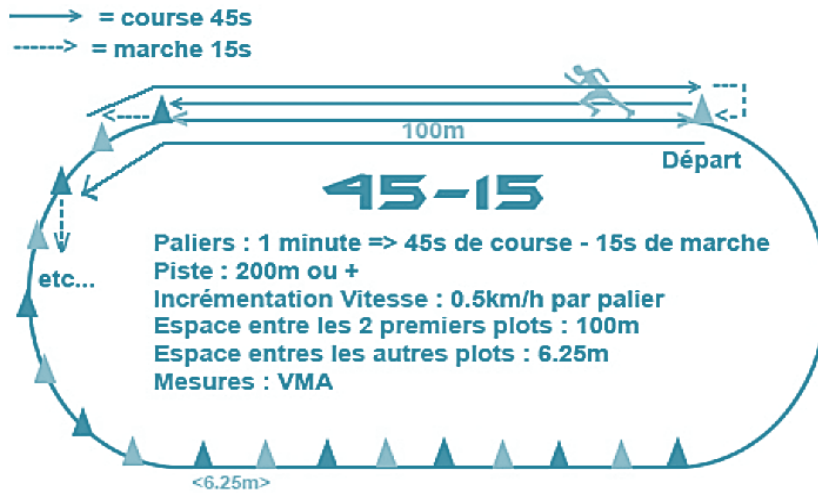 = course 45s
= marche 15s
100m
Départ
45-15
Paliers : 1 minute => 45s de course - 15s de marche
Piste : 200m ou +
Incrémentation Vitesse : 0.5km/h par palier
Espace entre les 2 premiers plots : 100m
Espace entres les autres plots : 6.25m
Mesures : VMA
etc...
<6.25m>